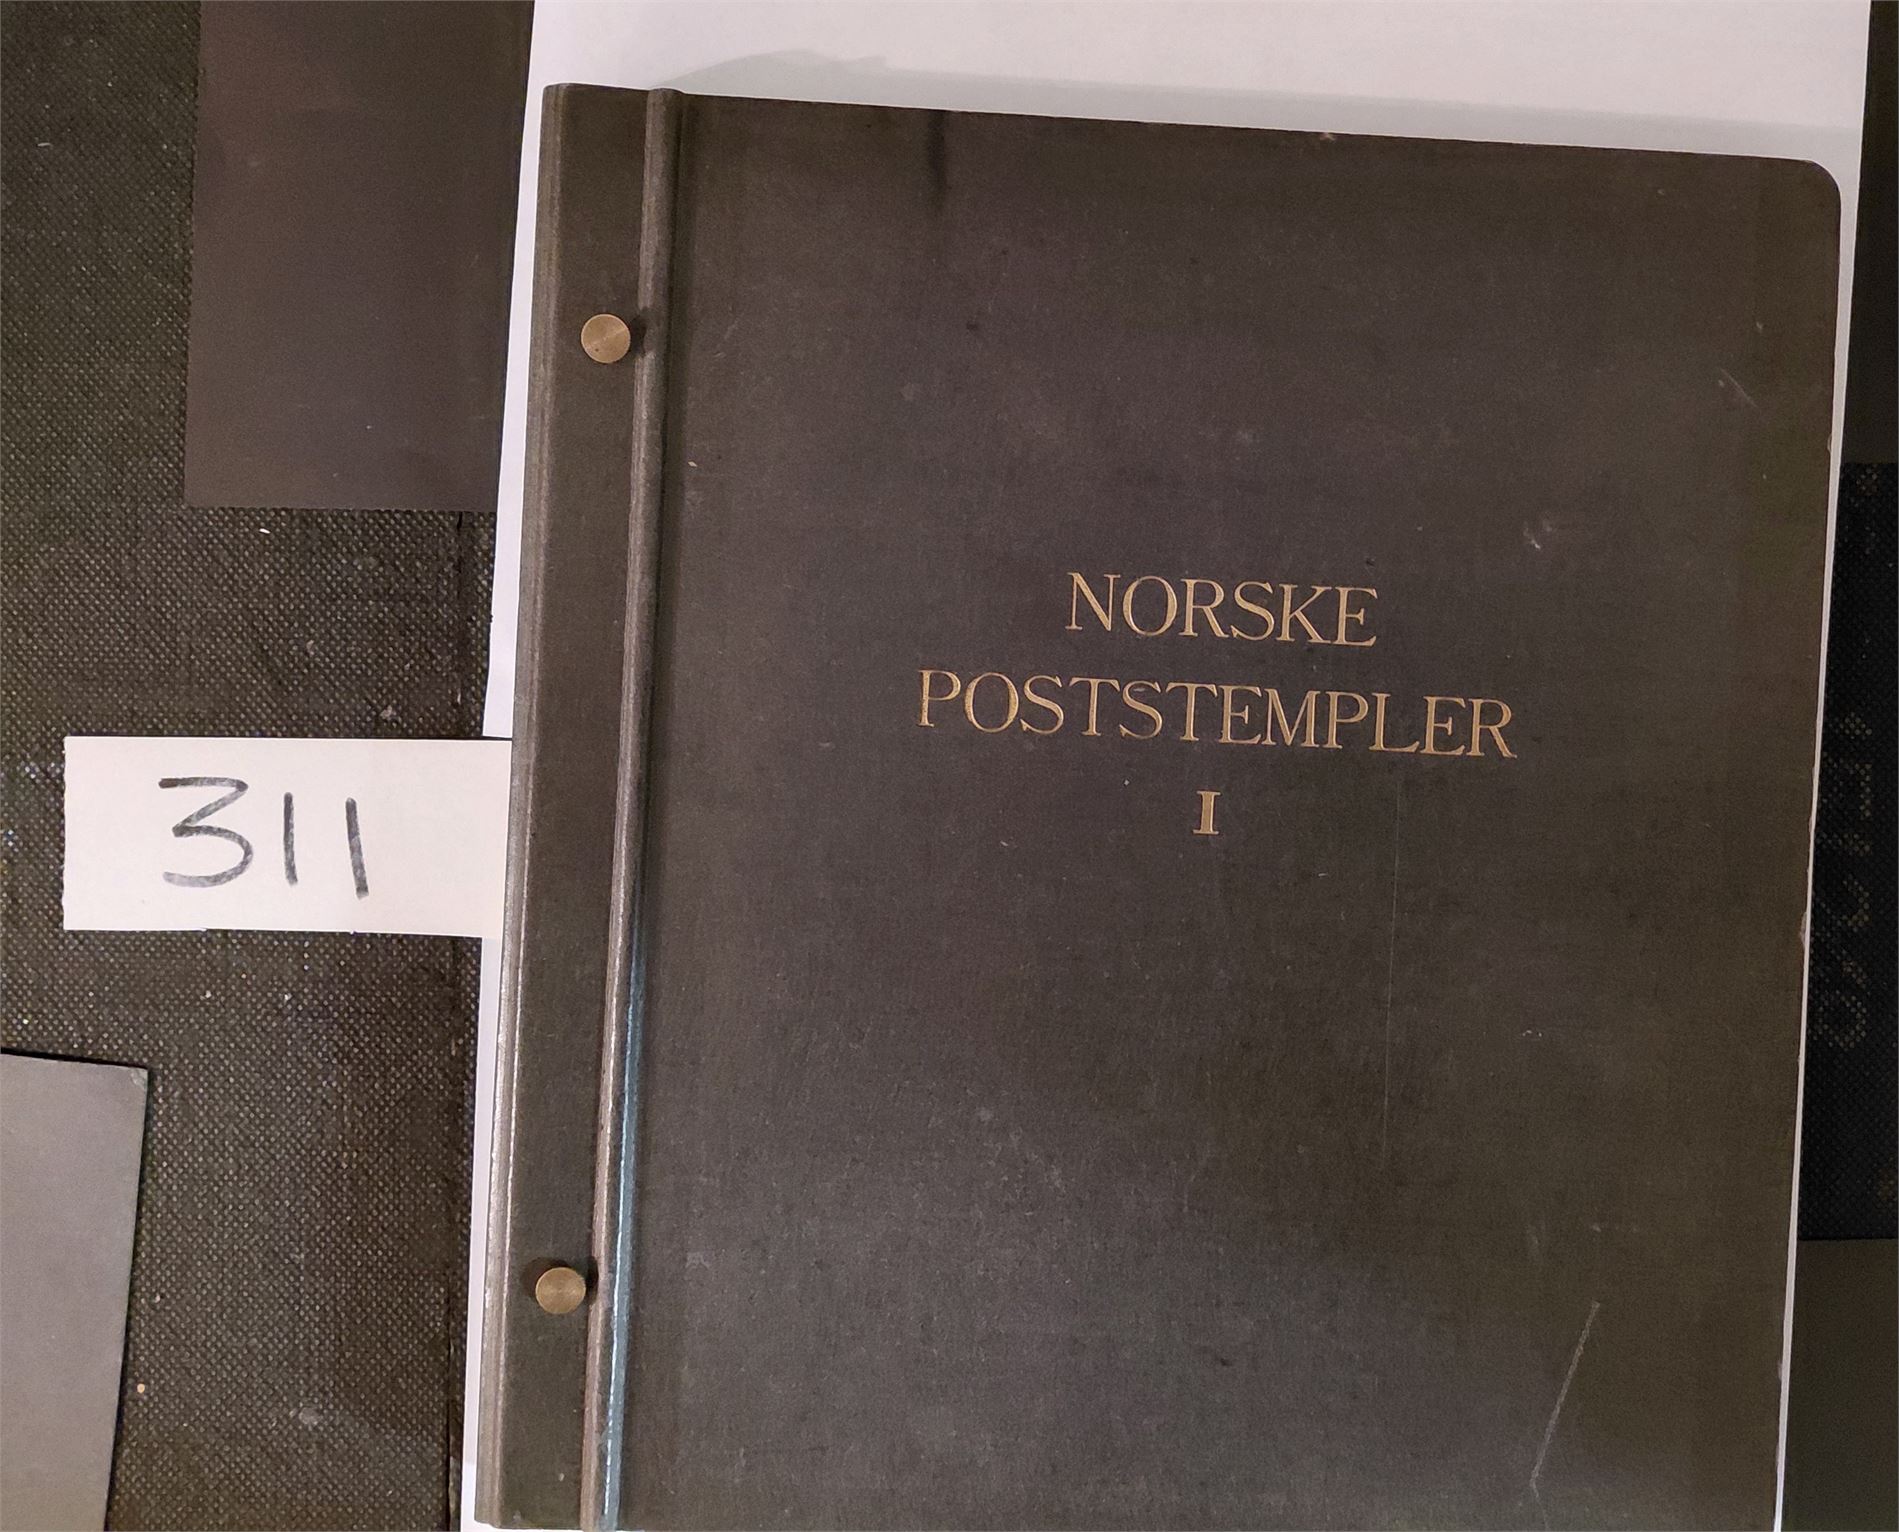 NORSKE
POSTSTEMPLER
I
311